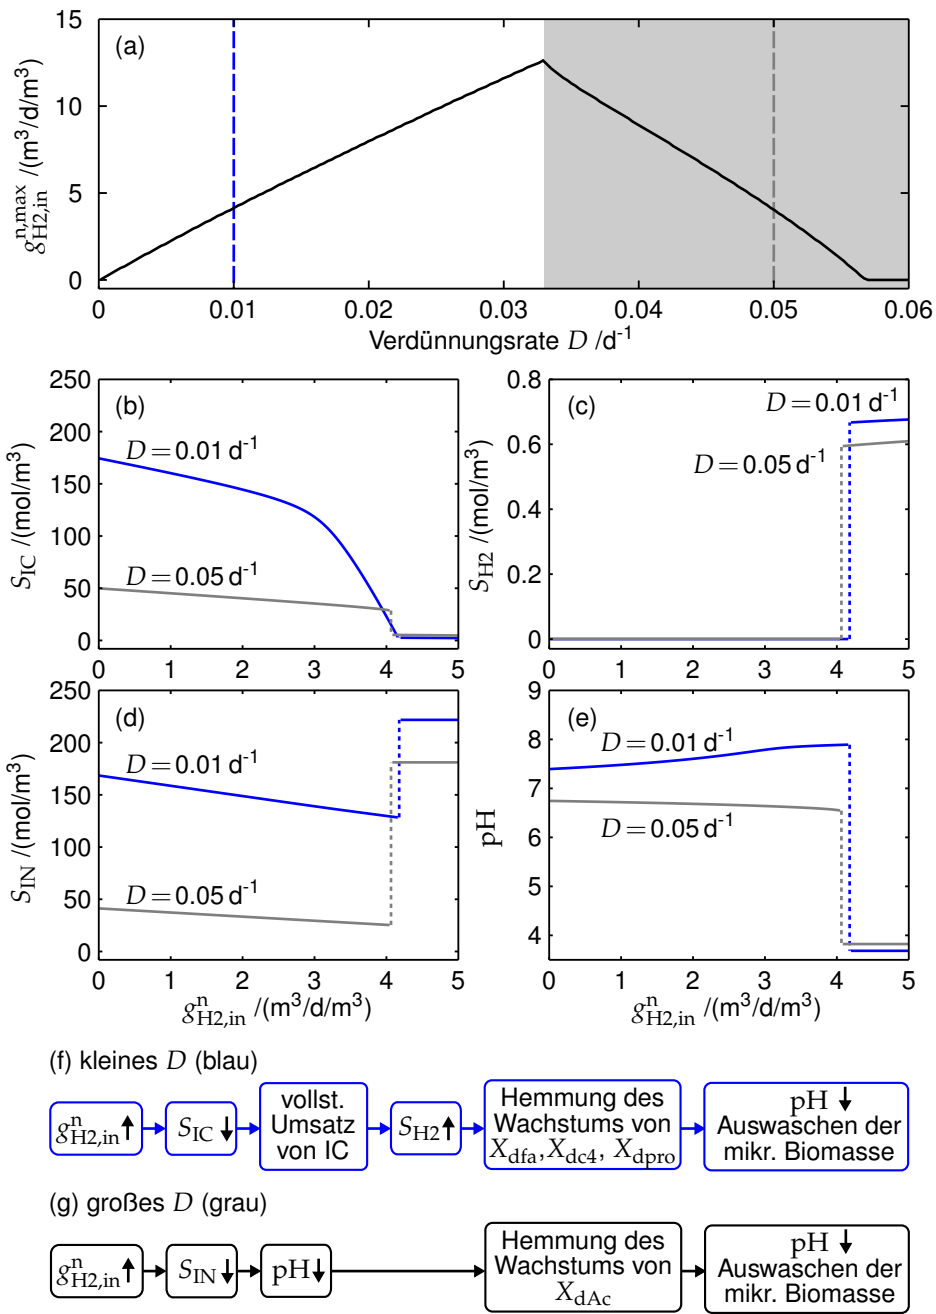 (a)
15
10
5
0
g^{n,max}_{H2,in} /(m³/d/m³)
0 0.01 0.02 0.03 0.04 0.05 0.06
Verdünnungsrate D /d⁻¹
(b)
250
200
150
100
50
0
S_IC /(mol/m³)
D = 0.01 d⁻¹
D = 0.05 d⁻¹
0 1 2 3 4 5
(c)
0.8
0.6
0.4
0.2
0
S_H2 /(mol/m³)
D = 0.01 d⁻¹
D = 0.05 d⁻¹
0 1 2 3 4 5
(d)
250
200
150
100
50
0
S_IN /(mol/m³)
D = 0.01 d⁻¹
D = 0.05 d⁻¹
0 1 2 3 4 5
g^n_{H2,in} /(m³/d/m³)
(e)
9
8
7
6
5
4
pH
D = 0.01 d⁻¹
D = 0.05 d⁻¹
0 1 2 3 4 5
g^n_{H2,in} /(m³/d/m³)
(f) kleines D (blau)
g^n_{H2,in} ↑
S_IC ↓
vollst.
Umsatz
von IC
S_H2 ↑
Hemmung des
Wachstums von
X_dfa, X_dc4, X_dpro
pH ↓
Auswaschen der
mikr. Biomasse
(g) großes D (grau)
g^n_{H2,in} ↑
S_IN ↓
pH ↓
Hemmung des
Wachstums von
X_dAc
pH ↓
Auswaschen der
mikr. Biomasse